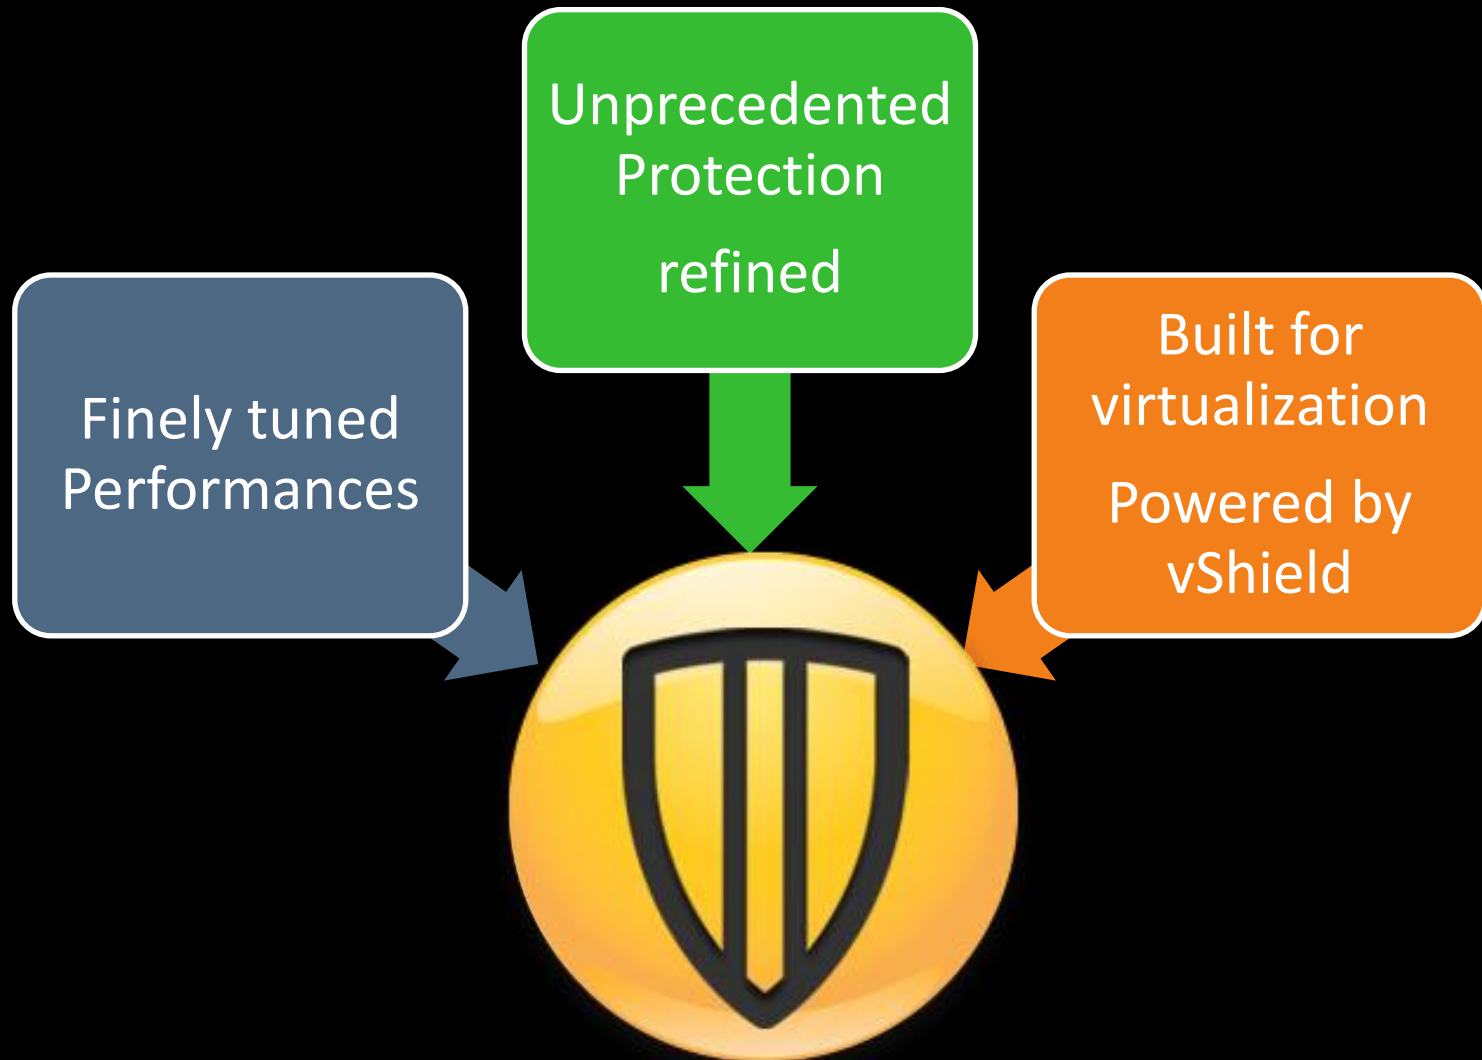 Unprecedented
Protection
refined
Finely tuned
Performances
Built for
virtualization
Powered by
vShield